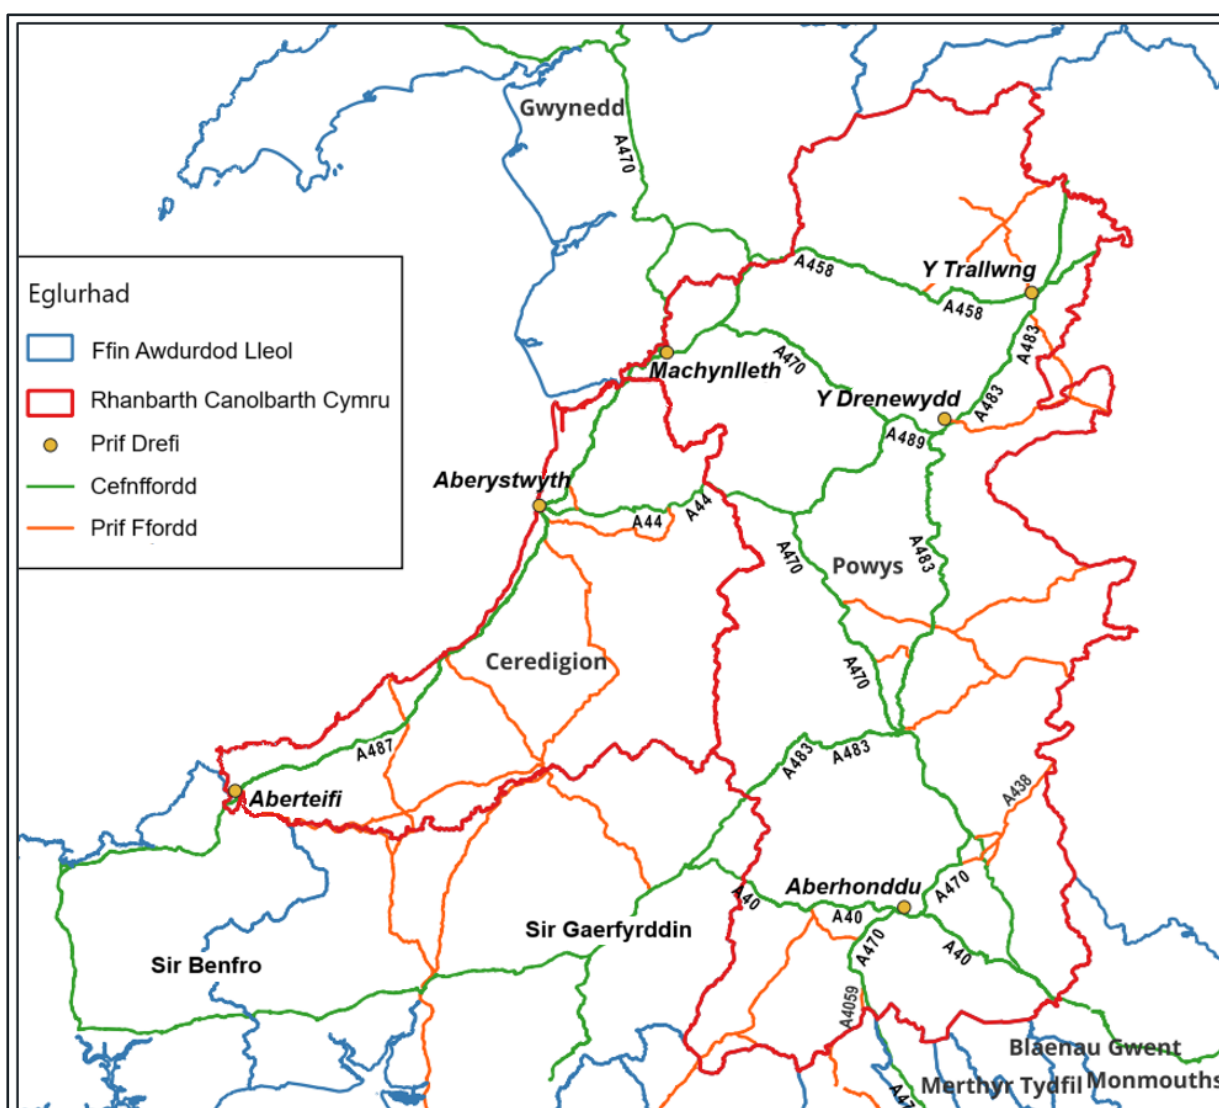 Gwynedd
A470
A458
Y Trallwng
A458
A483
Eglurhad
Ffin Awdurdod Lleol
Rhanbarth Canolbarth Cymru
Prif Drefi
Cefnffordd
Prif Ffordd
Machynlleth
A470
Y Drenewydd
A483
A489
Aberystwyth
A44
A44
A470
Powys
A483
Ceredigion
A470
A487
A483
A483
Aberteifi
A438
Aberhonddu
A470
A40
A40
Sir Gaerfyrddin
A470
A40
Sir Benfro
A4059
Blaenau Gwent
Merthyr Tydfil
Monmouths